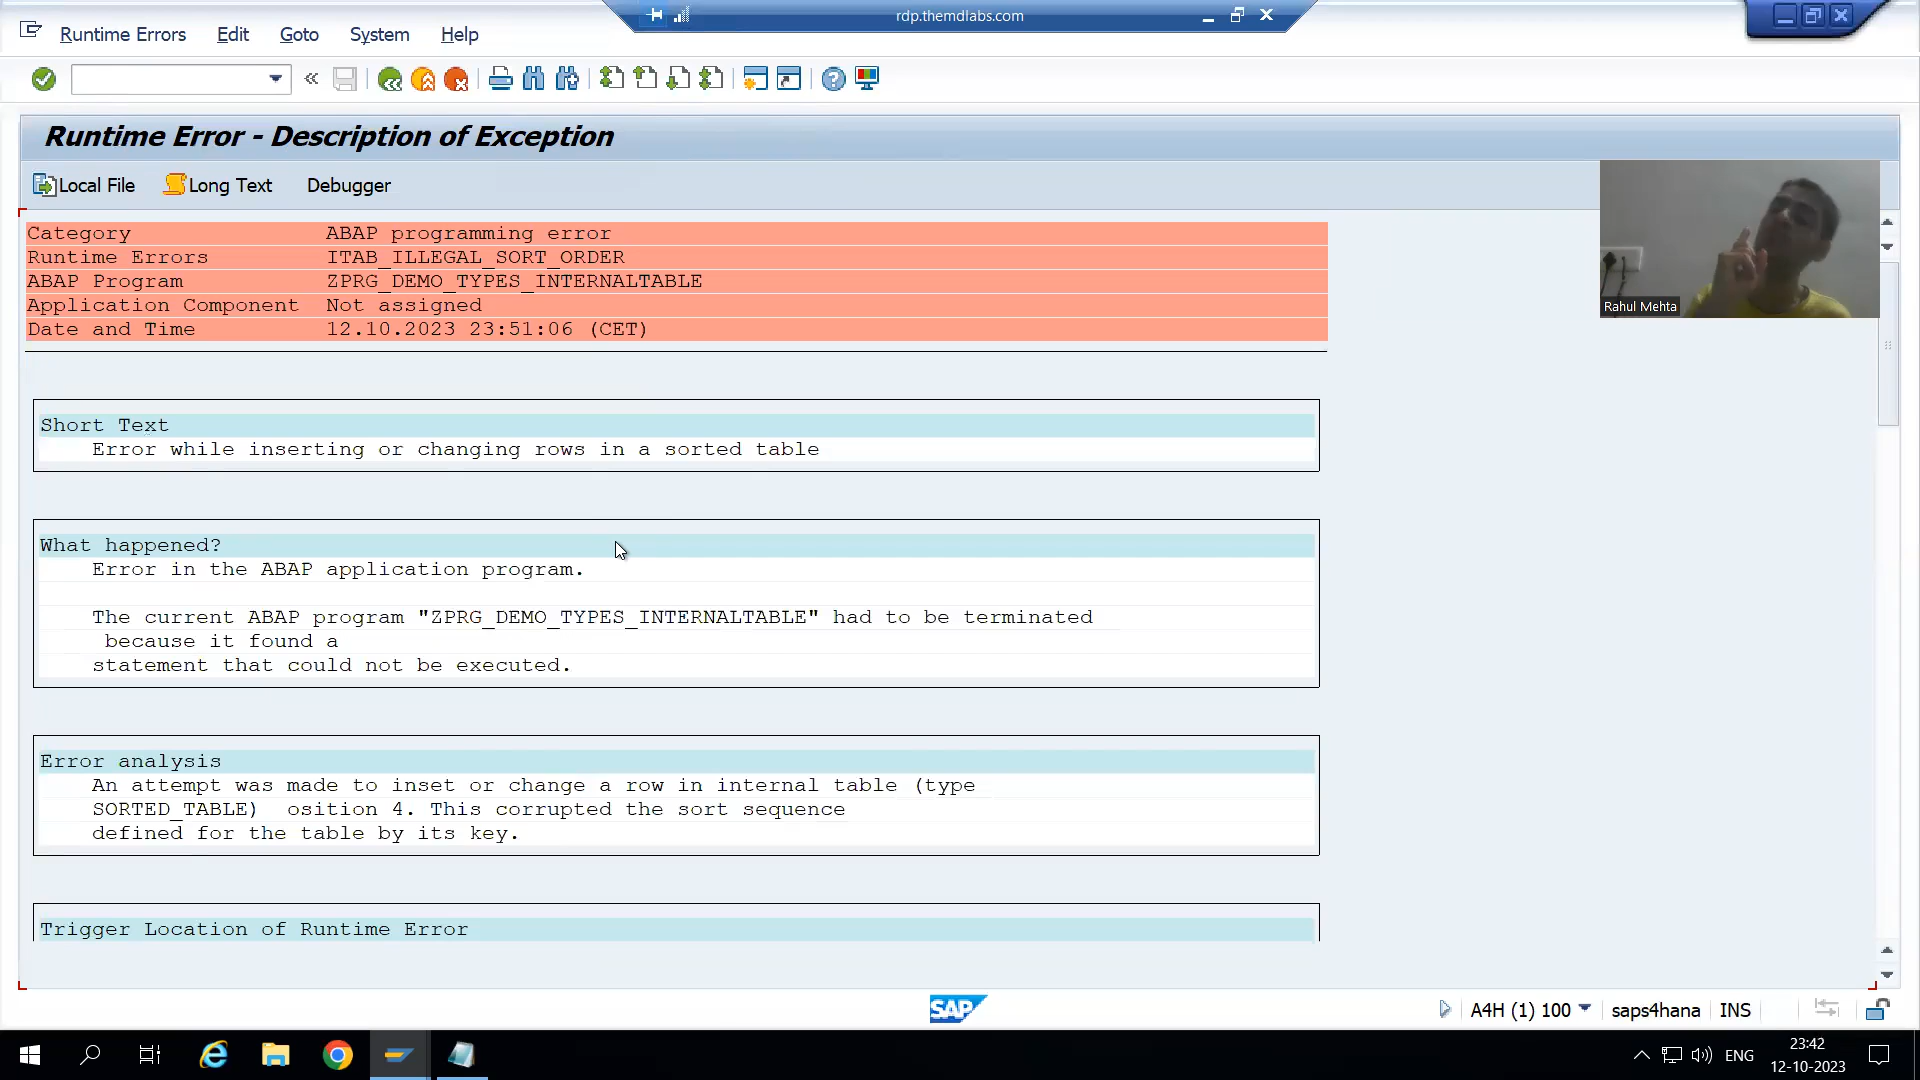 rdp.themdlabs.com
Runtime Errors Edit Goto System Help
Runtime Error - Description of Exception
Local File Long Text Debugger
Category ABAP programming error
Runtime Errors ITAB_ILLEGAL_SORT_ORDER
ABAP Program ZPRG_DEMO_TYPES_INTERNALTABLE
Application Component Not assigned
Date and Time 12.10.2023 23:51:06 (CET)
Rahul Mehta
Short Text
Error while inserting or changing rows in a sorted table
What happened?
Error in the ABAP application program.
The current ABAP program "ZPRG_DEMO_TYPES_INTERNALTABLE" had to be terminated
because it found a
statement that could not be executed.
Error analysis
An attempt was made to inset or change a row in internal table (type
SORTED_TABLE) osition 4. This corrupted the sort sequence
defined for the table by its key.
Trigger Location of Runtime Error
SAP
A4H (1) 100 saps4hana INS
ENG
23:42
12-10-2023